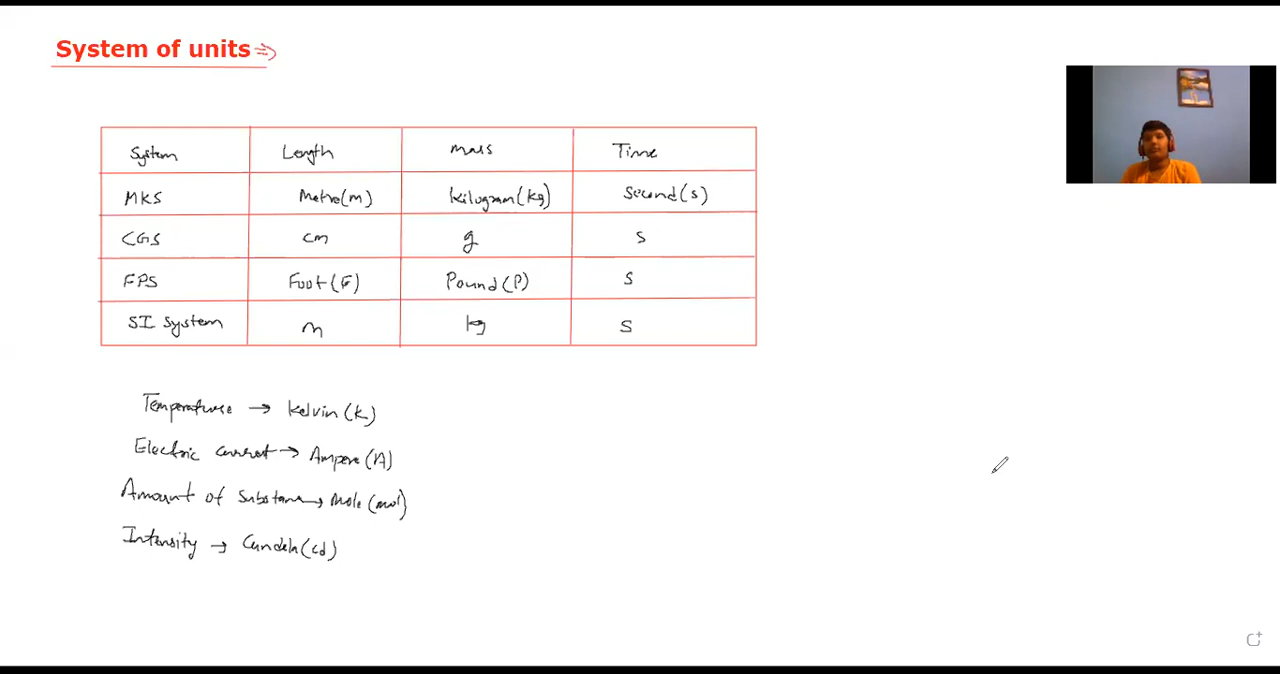 System of units ⇒
System Length Mass Time
MKS Metre(m) kilogram(kg) Second(s)
CGS cm g s
FPS Foot(F) Pound(P) s
SI System m kg s
Temperature → Kelvin(K)
Electric current → Ampere(A)
Amount of Substance → Mole(mol)
Intensity → Candela(cd)